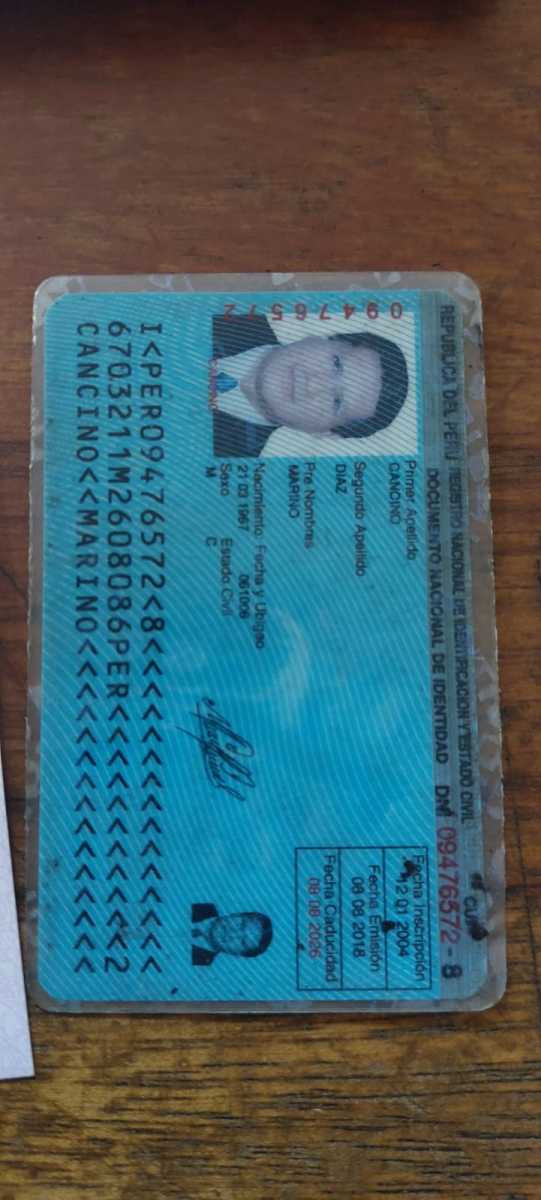 REPUBLICA DEL PERU REGISTRO NACIONAL DE IDENTIFICACION Y ESTADO CIVIL
DOCUMENTO NACIONAL DE IDENTIDAD DNI 09476572 - 8
CUI
09476572
Primer Apellido
CANCINO
Segundo Apellido
DIAZ
Pre Nombres
MARINO
Nacimiento: Fecha y Ubigeo
21 03 1967 061006
Sexo Estado Civil
M C
Fecha Inscripción
12 01 2004
Fecha Emisión
08 08 2018
Fecha Caducidad
08 08 2026
CANCINO
I<PER09476572<8<<<<<<<<<<<<<<<
6703211M2608086PER<<<<<<<<<<<2
CANCINO<<MARINO<<<<<<<<<<<<<<<